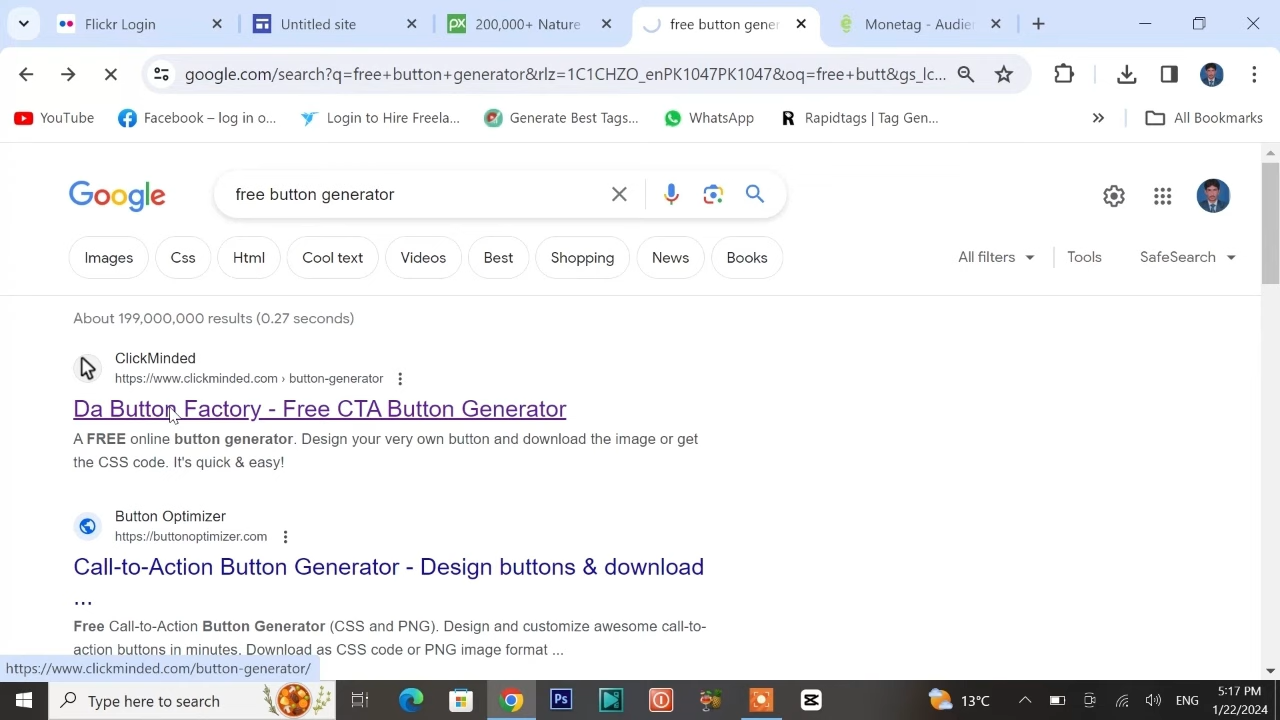 Flickr Login
Untitled site
200,000+ Nature
free button gener
Monetag - Audien
google.com/search?q=free+button+generator&rlz=1C1CHZO_enPK1047PK1047&oq=free+butt&gs_lc...
YouTube
Facebook – log in o...
Login to Hire Freela...
Generate Best Tags...
WhatsApp
Rapidtags | Tag Gen...
All Bookmarks
Google
free button generator
Images
Css
Html
Cool text
Videos
Best
Shopping
News
Books
All filters
Tools
SafeSearch
About 199,000,000 results (0.27 seconds)
ClickMinded
https://www.clickminded.com › button-generator
Da Button Factory - Free CTA Button Generator
A FREE online button generator. Design your very own button and download the image or get
the CSS code. It's quick & easy!
Button Optimizer
https://buttonoptimizer.com
Call-to-Action Button Generator - Design buttons & download
...
Free Call-to-Action Button Generator (CSS and PNG). Design and customize awesome call-to-
action buttons in minutes. Download as CSS code or PNG image format ...
https://www.clickminded.com/button-generator/
Type here to search
Ps
13°C
ENG
5:17 PM
1/22/2024